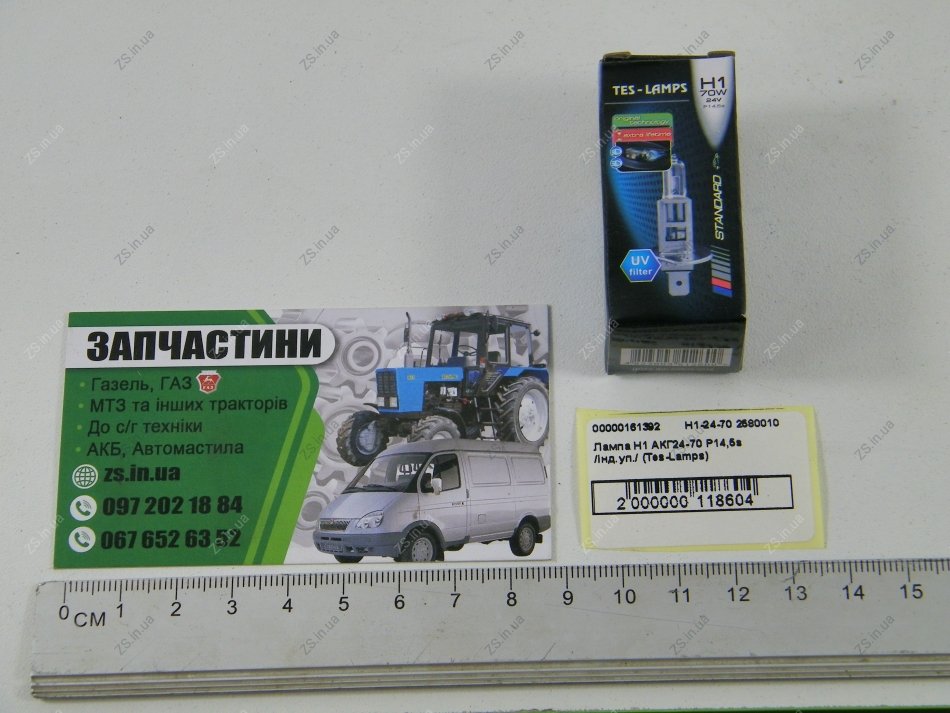 TES - LAMPS
H1
70W
24V
P14,5s
original technology
extra lifetime
STANDARD
UV
filter
ЗАПЧАСТИНИ
· Газель, ГАЗ
· МТЗ та інших тракторів
· До с/г техніки
· АКБ, Автомастила
zs.in.ua
097 202 18 84
067 652 63 52
00000161392 H1-24-70 2580010
Лампа H1 АКГ24-70 P14,5s
/інд.уп./ (Tes-Lamps)
2 000000 118604
0 CM 1 2 3 4 5 6 7 8 9 10 11 12 13 14 15
ZS.in.ua